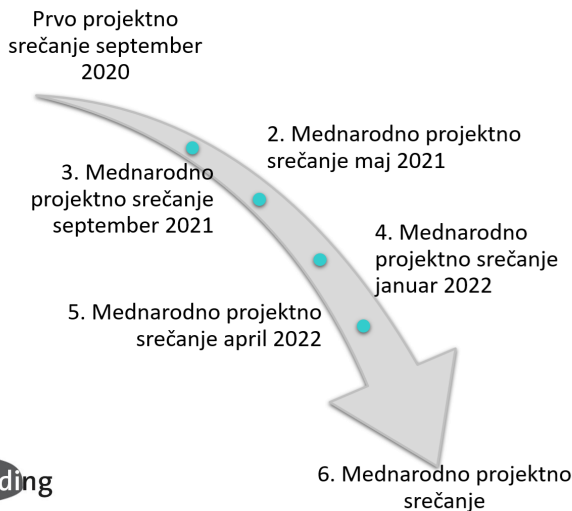 Prvo projektno
srečanje september
2020
2. Mednarodno projektno
srečanje maj 2021
3. Mednarodno
projektno srečanje
september 2021
4. Mednarodno
projektno srečanje
januar 2022
5. Mednarodno projektno
srečanje april 2022
6. Mednarodno projektno
srečanje
ding